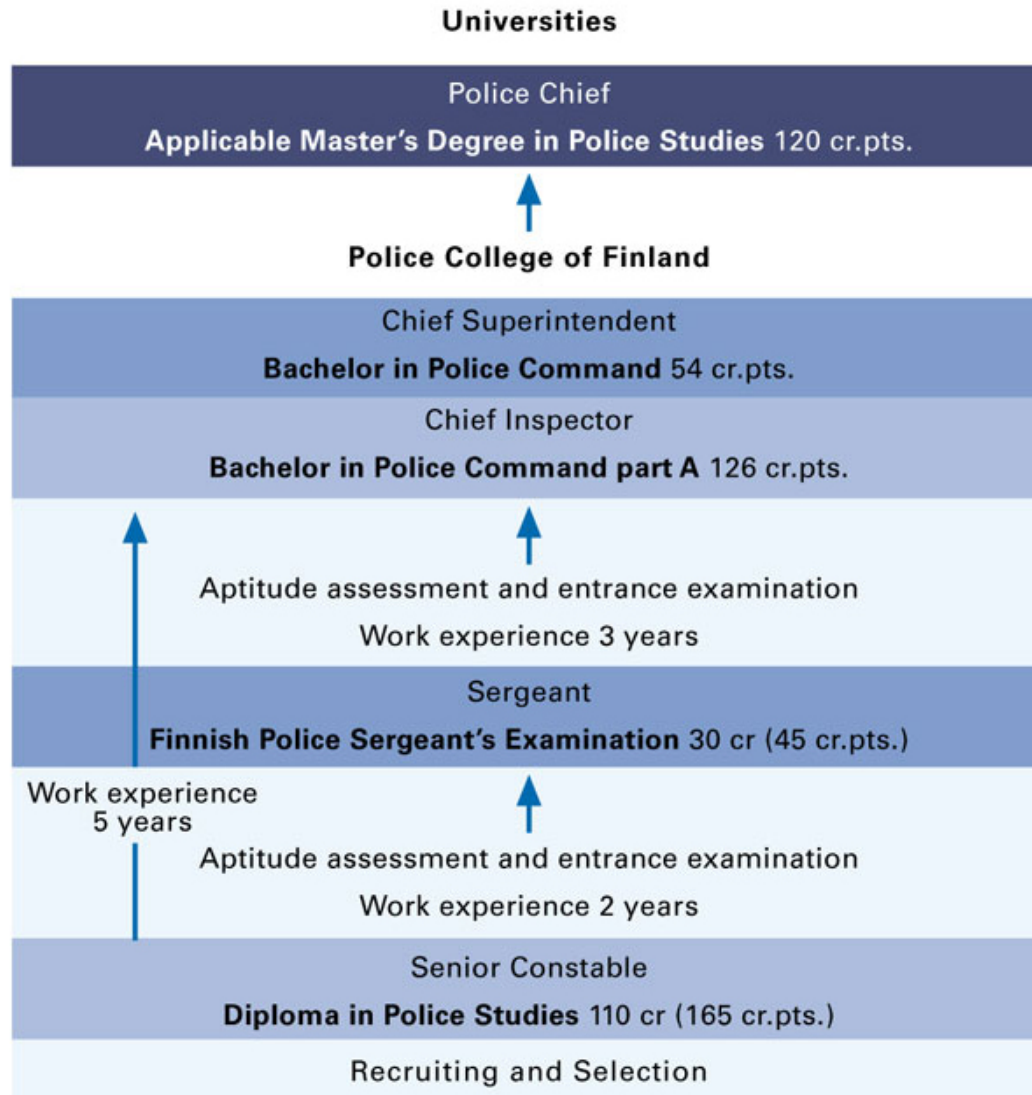 Universities
Police Chief
Applicable Master's Degree in Police Studies 120 cr.pts.
Police College of Finland
Chief Superintendent
Bachelor in Police Command 54 cr.pts.
Chief Inspector
Bachelor in Police Command part A 126 cr.pts.
Aptitude assessment and entrance examination
Work experience 3 years
Sergeant
Finnish Police Sergeant's Examination 30 cr (45 cr.pts.)
Work experience
5 years
Aptitude assessment and entrance examination
Work experience 2 years
Senior Constable
Diploma in Police Studies 110 cr (165 cr.pts.)
Recruiting and Selection